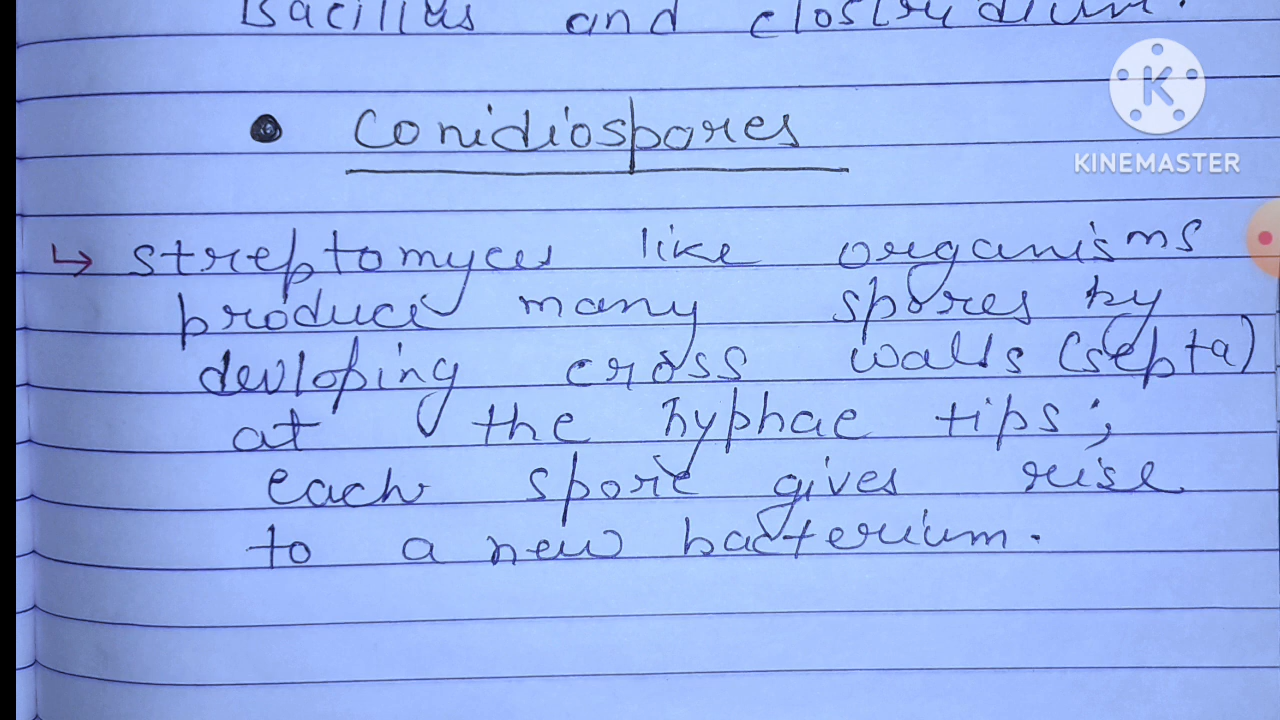 Bacillus and clostridium.
• Conidiospores
KINEMASTER
↳ streptomyces like organisms
produce many spores by
devloping cross walls (septa)
at the hyphae tips;
each spore gives rise
to a new bacterium.